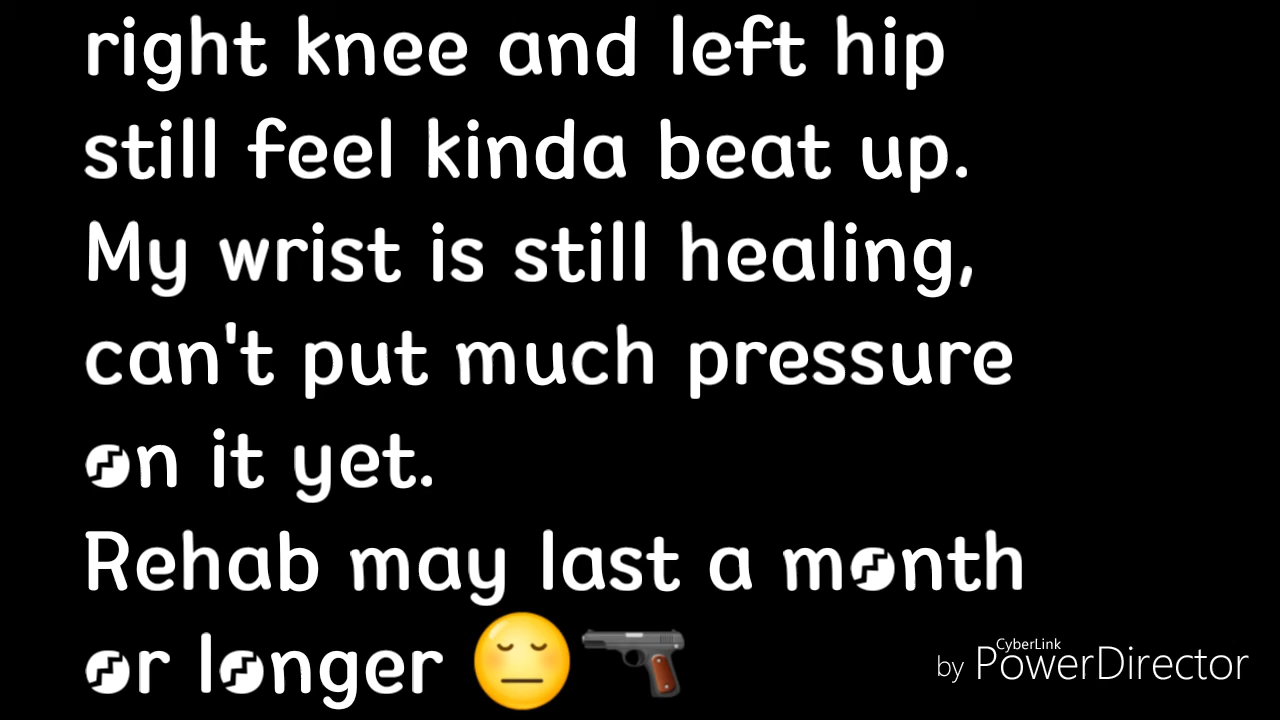 right knee and left hip
still feel kinda beat up.
My wrist is still healing,
can't put much pressure
on it yet.
Rehab may last a month
or longer 😔🔫
CyberLink
by PowerDirector